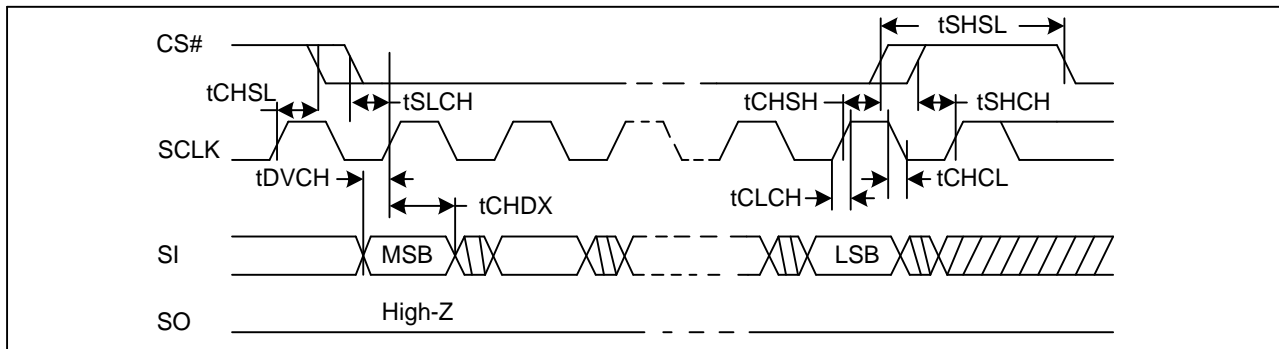 tSHSL
CS#
tCHSL
tSLCH
tCHSH
tSHCH
SCLK
tDVCH
tCHDX
tCLCH
tCHCL
SI
MSB
LSB
High-Z
SO